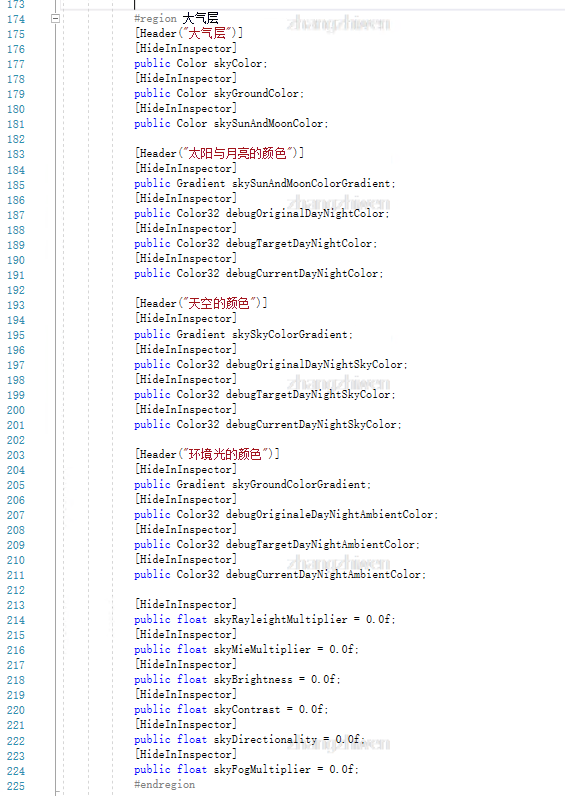 173
174 #region 大气层
175 [Header("大气层")]
176 [HideInInspector]
177 public Color skyColor;
178 [HideInInspector]
179 public Color skyGroundColor;
180 [HideInInspector]
181 public Color skySunAndMoonColor;
182
183 [Header("太阳与月亮的颜色")]
184 [HideInInspector]
185 public Gradient skySunAndMoonColorGradient;
186 [HideInInspector]
187 public Color32 debugOriginalDayNightColor;
188 [HideInInspector]
189 public Color32 debugTargetDayNightColor;
190 [HideInInspector]
191 public Color32 debugCurrentDayNightColor;
192
193 [Header("天空的颜色")]
194 [HideInInspector]
195 public Gradient skySkyColorGradient;
196 [HideInInspector]
197 public Color32 debugOriginalDayNightSkyColor;
198 [HideInInspector]
199 public Color32 debugTargetDayNightSkyColor;
200 [HideInInspector]
201 public Color32 debugCurrentDayNightSkyColor;
202
203 [Header("环境光的颜色")]
204 [HideInInspector]
205 public Gradient skyGroundColorGradient;
206 [HideInInspector]
207 public Color32 debugOriginaleDayNightAmbientColor;
208 [HideInInspector]
209 public Color32 debugTargetDayNightAmbientColor;
210 [HideInInspector]
211 public Color32 debugCurrentDayNightAmbientColor;
212
213 [HideInInspector]
214 public float skyRayleightMultiplier = 0.0f;
215 [HideInInspector]
216 public float skyMieMultiplier = 0.0f;
217 [HideInInspector]
218 public float skyBrightness = 0.0f;
219 [HideInInspector]
220 public float skyContrast = 0.0f;
221 [HideInInspector]
222 public float skyDirectionality = 0.0f;
223 [HideInInspector]
224 public float skyFogMultiplier = 0.0f;
225 #endregion
zhangzhiwen
zhangzhiwen
zhangzhiwen
zhangzhiwen
zhangzhiwen